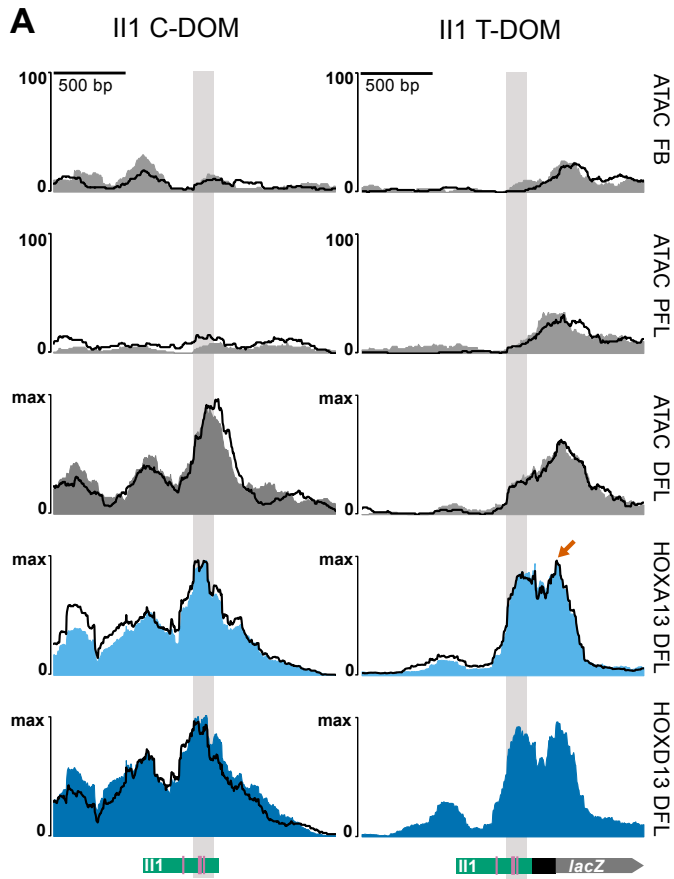 A
II1 C-DOM
II1 T-DOM
100
500 bp
0
100
500 bp
0
ATAC FB
100
0
100
0
ATAC PFL
max
0
max
0
ATAC DFL
max
0
max
0
HOXA13 DFL
max
0
max
0
HOXD13 DFL
II1
II1
lacZ